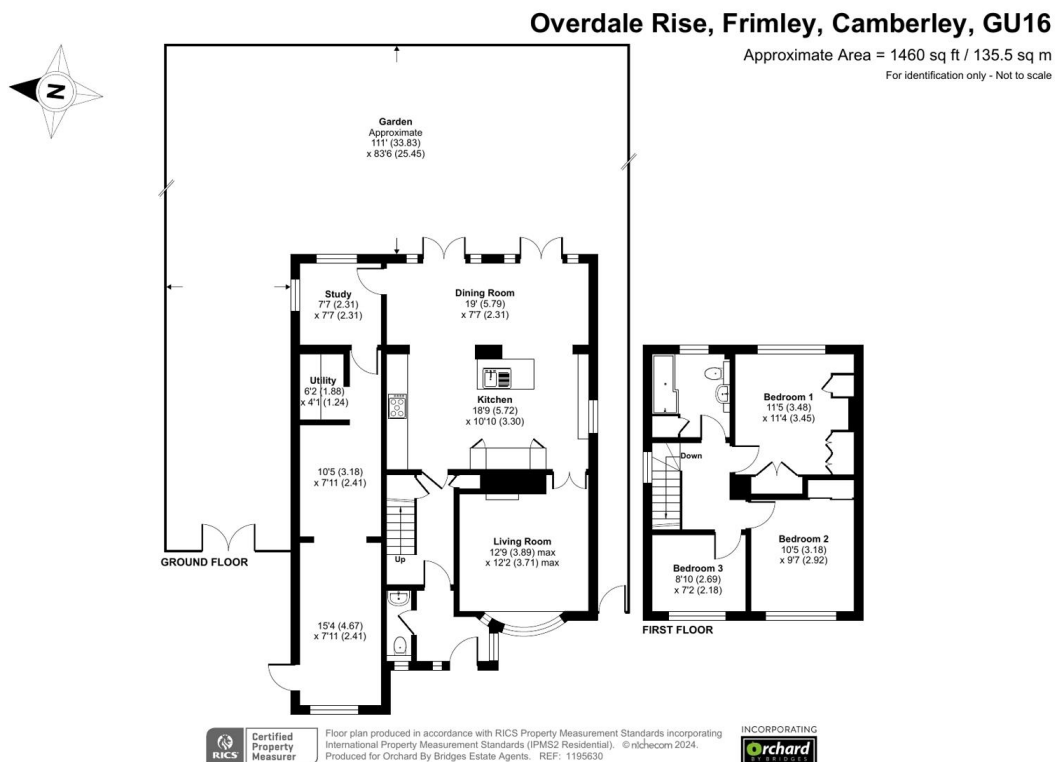 Overdale Rise, Frimley, Camberley, GU16
Approximate Area = 1460 sq ft / 135.5 sq m
For identification only - Not to scale
N
Garden
Approximate
111' (33.83)
x 83'6 (25.45)
Study
7'7 (2.31)
x 7'7 (2.31)
Dining Room
19' (5.79)
x 7'7 (2.31)
Utility
6'2 (1.88)
x 4'1 (1.24)
Kitchen
18'9 (5.72)
x 10'10 (3.30)
10'5 (3.18)
x 7'11 (2.41)
Up
Living Room
12'9 (3.89) max
x 12'2 (3.71) max
15'4 (4.67)
x 7'11 (2.41)
GROUND FLOOR
Bedroom 1
11'5 (3.48)
x 11'4 (3.45)
Down
Bedroom 2
10'5 (3.18)
x 9'7 (2.92)
Bedroom 3
8'10 (2.69)
x 7'2 (2.18)
FIRST FLOOR
RICS
Certified
Property
Measurer
Floor plan produced in accordance with RICS Property Measurement Standards incorporating
International Property Measurement Standards (IPMS2 Residential). © nichecom 2024.
Produced for Orchard By Bridges Estate Agents. REF: 1195630
INCORPORATING
Orchard
BY BRIDGES